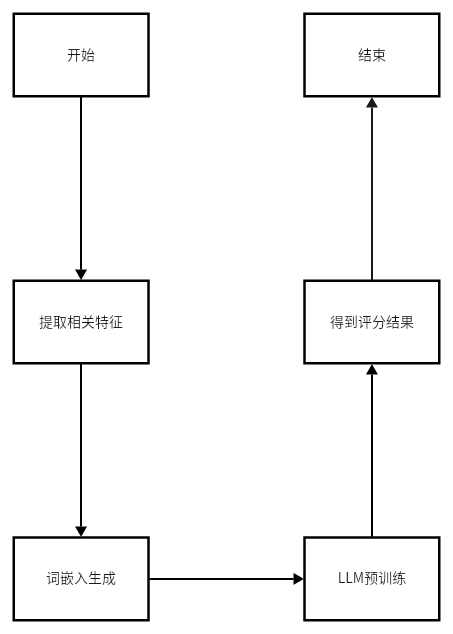 开始
提取相关特征
词嵌入生成
LLM预训练
得到评分结果
结束